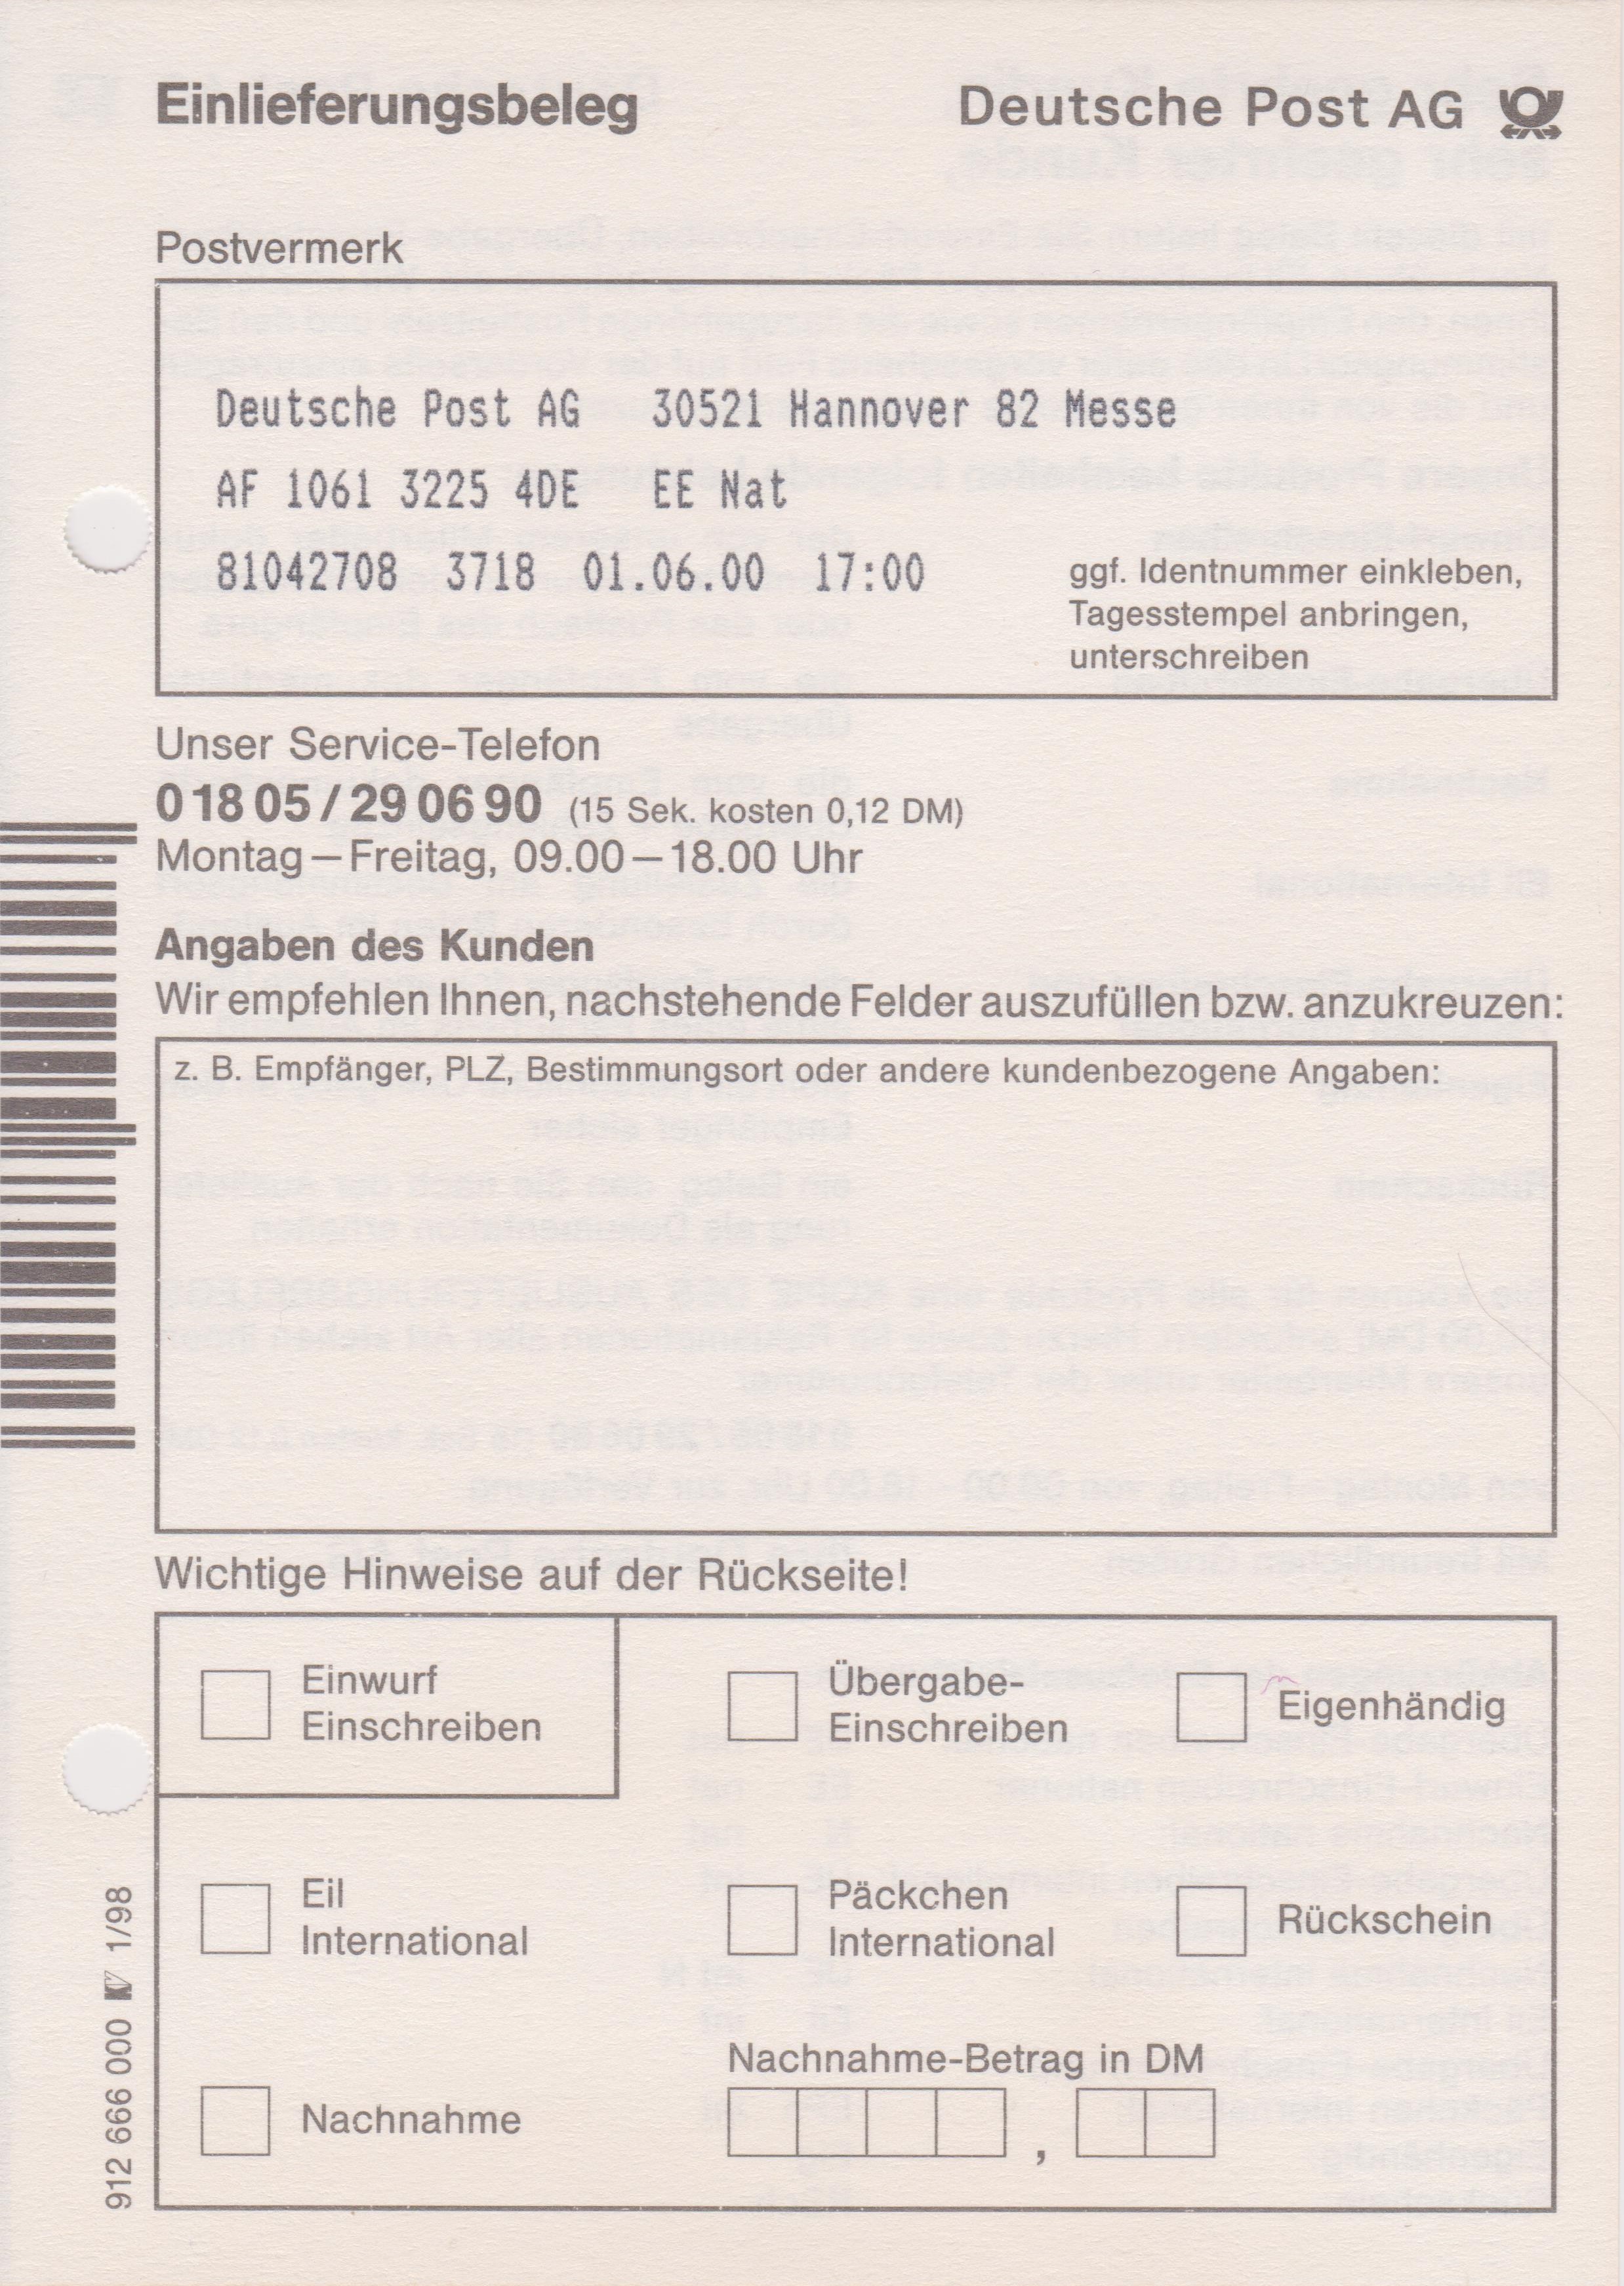 Einlieferungsbeleg
Deutsche Post AG
Postvermerk
Deutsche Post AG 30521 Hannover 82 Messe
AF 1061 3225 4DE EE Nat
81042708 3718 01.06.00 17:00
ggf. Identnummer einkleben,
Tagesstempel anbringen,
unterschreiben
Unser Service-Telefon
0 18 05 / 29 06 90 (15 Sek. kosten 0,12 DM)
Montag – Freitag, 09.00 – 18.00 Uhr
Angaben des Kunden
Wir empfehlen Ihnen, nachstehende Felder auszufüllen bzw. anzukreuzen:
z. B. Empfänger, PLZ, Bestimmungsort oder andere kundenbezogene Angaben:
Wichtige Hinweise auf der Rückseite!
Einwurf
Einschreiben
Übergabe-
Einschreiben
Eigenhändig
Eil
International
Päckchen
International
Rückschein
Nachnahme
Nachnahme-Betrag in DM
,
912 666 000 1/98